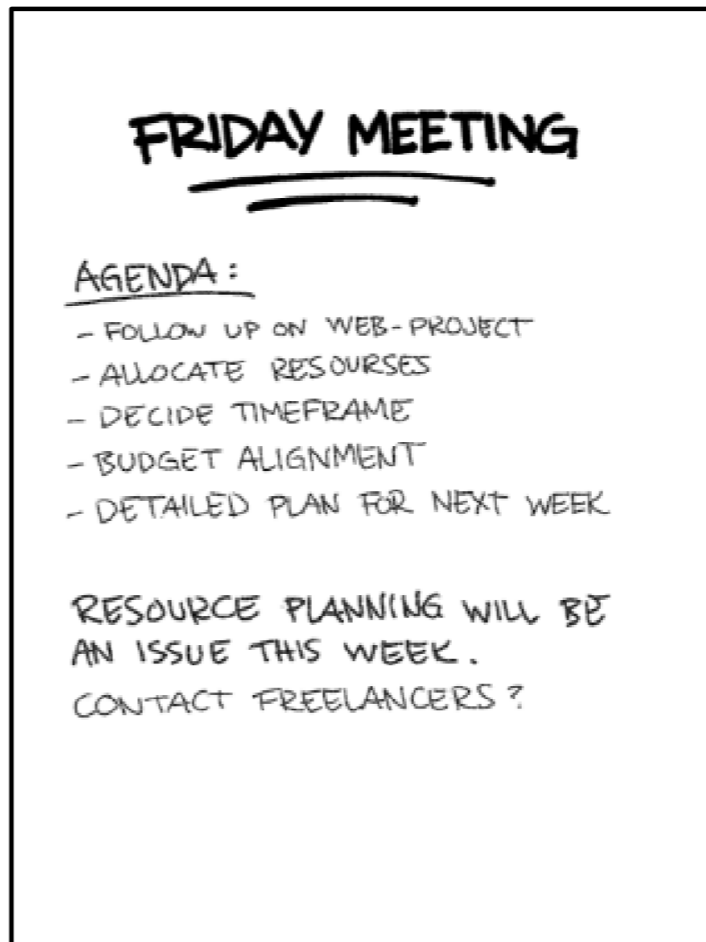 FRIDAY MEETING
AGENDA:
- FOLLOW UP ON WEB-PROJECT
- ALLOCATE RESOURSES
- DECIDE TIMEFRAME
- BUDGET ALIGNMENT
- DETAILED PLAN FOR NEXT WEEK
RESOURCE PLANNING WILL BE
AN ISSUE THIS WEEK.
CONTACT FREELANCERS?